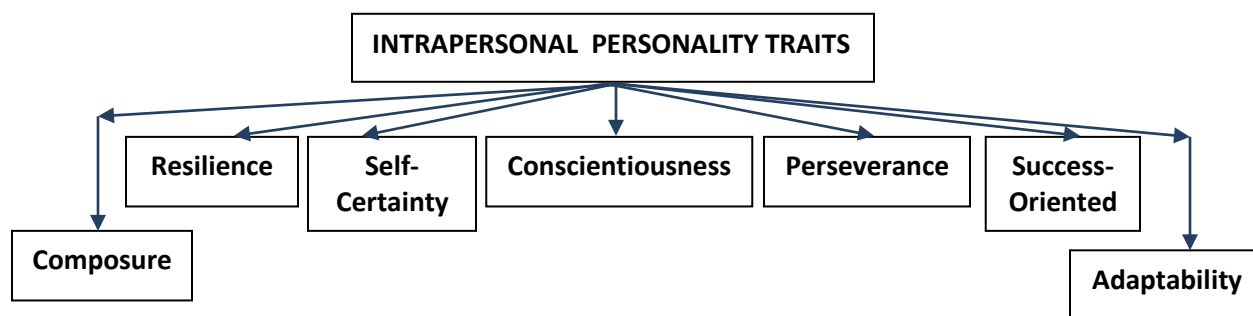 INTRAPERSONAL PERSONALITY TRAITS
Resilience
Self-
Certainty
Conscientiousness
Perseverance
Success-
Oriented
Composure
Adaptability